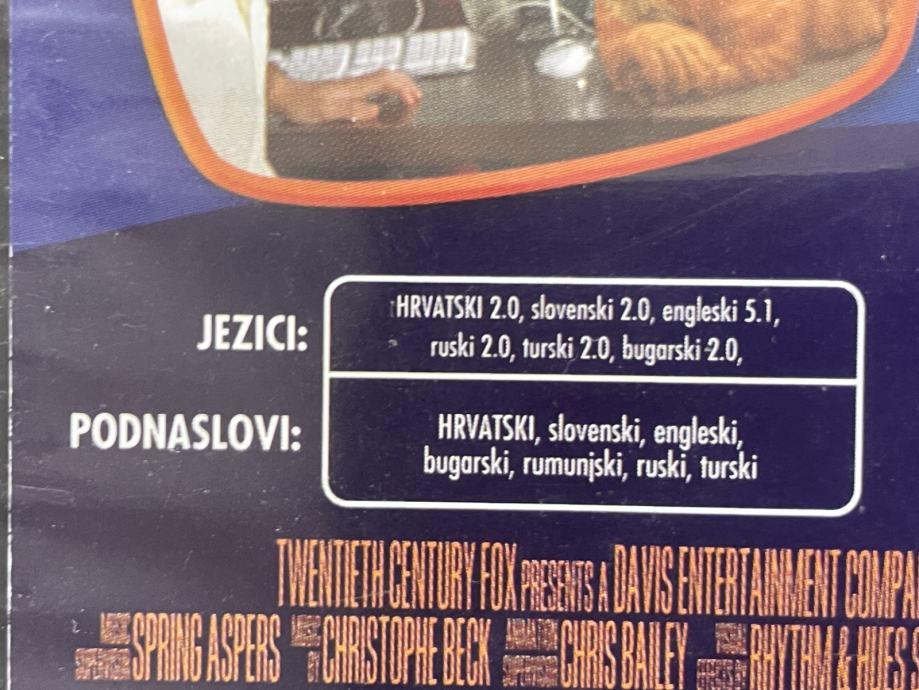 JEZICI:
HRVATSKI 2.0, slovenski 2.0, engleski 5.1,
ruski 2.0, turski 2.0, bugarski 2.0,
PODNASLOVI:
HRVATSKI, slovenski, engleski,
bugarski, rumunjski, ruski, turski
TWENTIETH CENTURY FOX PRESENTS A DAVIS ENTERTAINMENT COMPA
SPRING ASPERS CHRISTOPHE BECK CHRIS BAILEY RHYTHM & HUES S